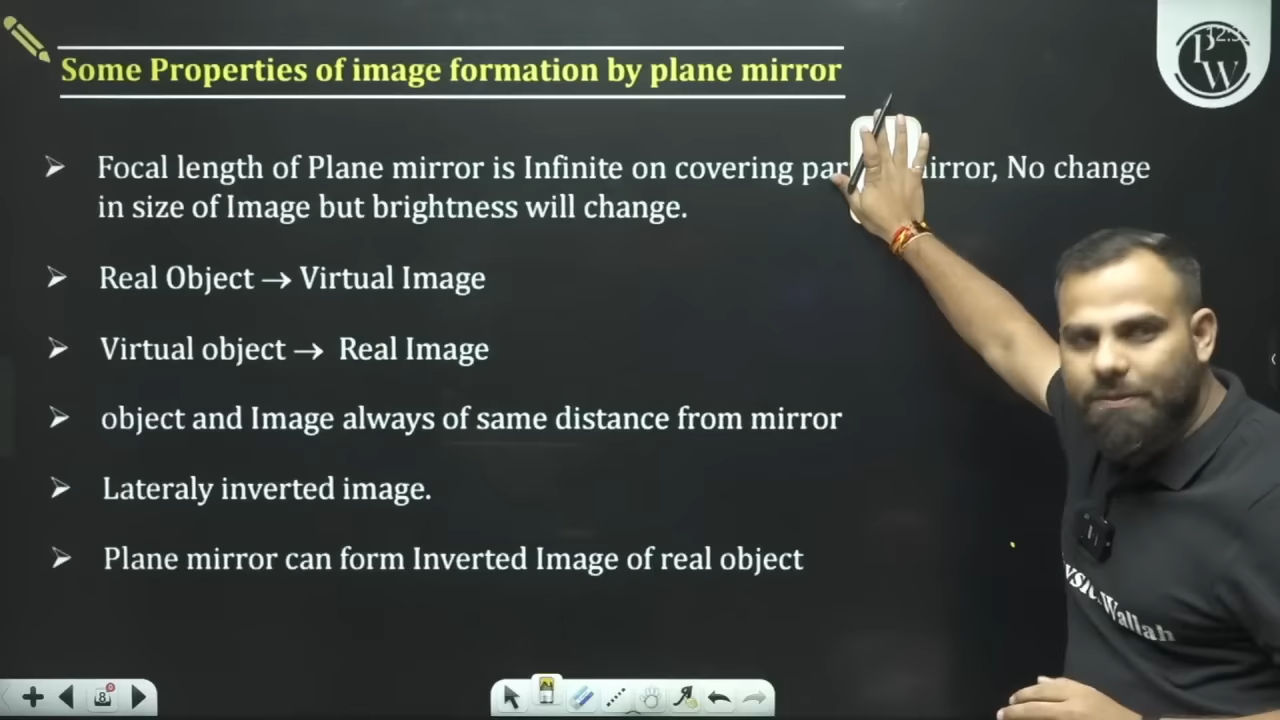 Some Properties of image formation by plane mirror
PW
➢ Focal length of Plane mirror is Infinite on covering par irror, No change
in size of Image but brightness will change.
➢ Real Object → Virtual Image
➢ Virtual object → Real Image
➢ object and Image always of same distance from mirror
➢ Lateraly inverted image.
➢ Plane mirror can form Inverted Image of real object
Wallah
8